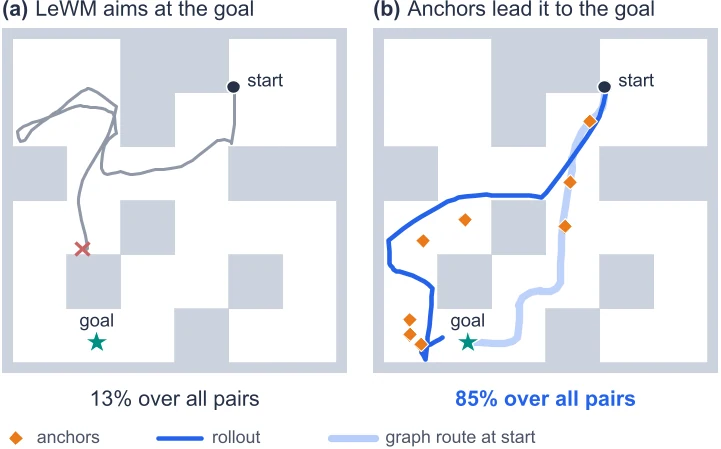 (a) LeWM aims at the goal
(b) Anchors lead it to the goal
start
start
goal
goal
13% over all pairs
85% over all pairs
anchors
rollout
graph route at start